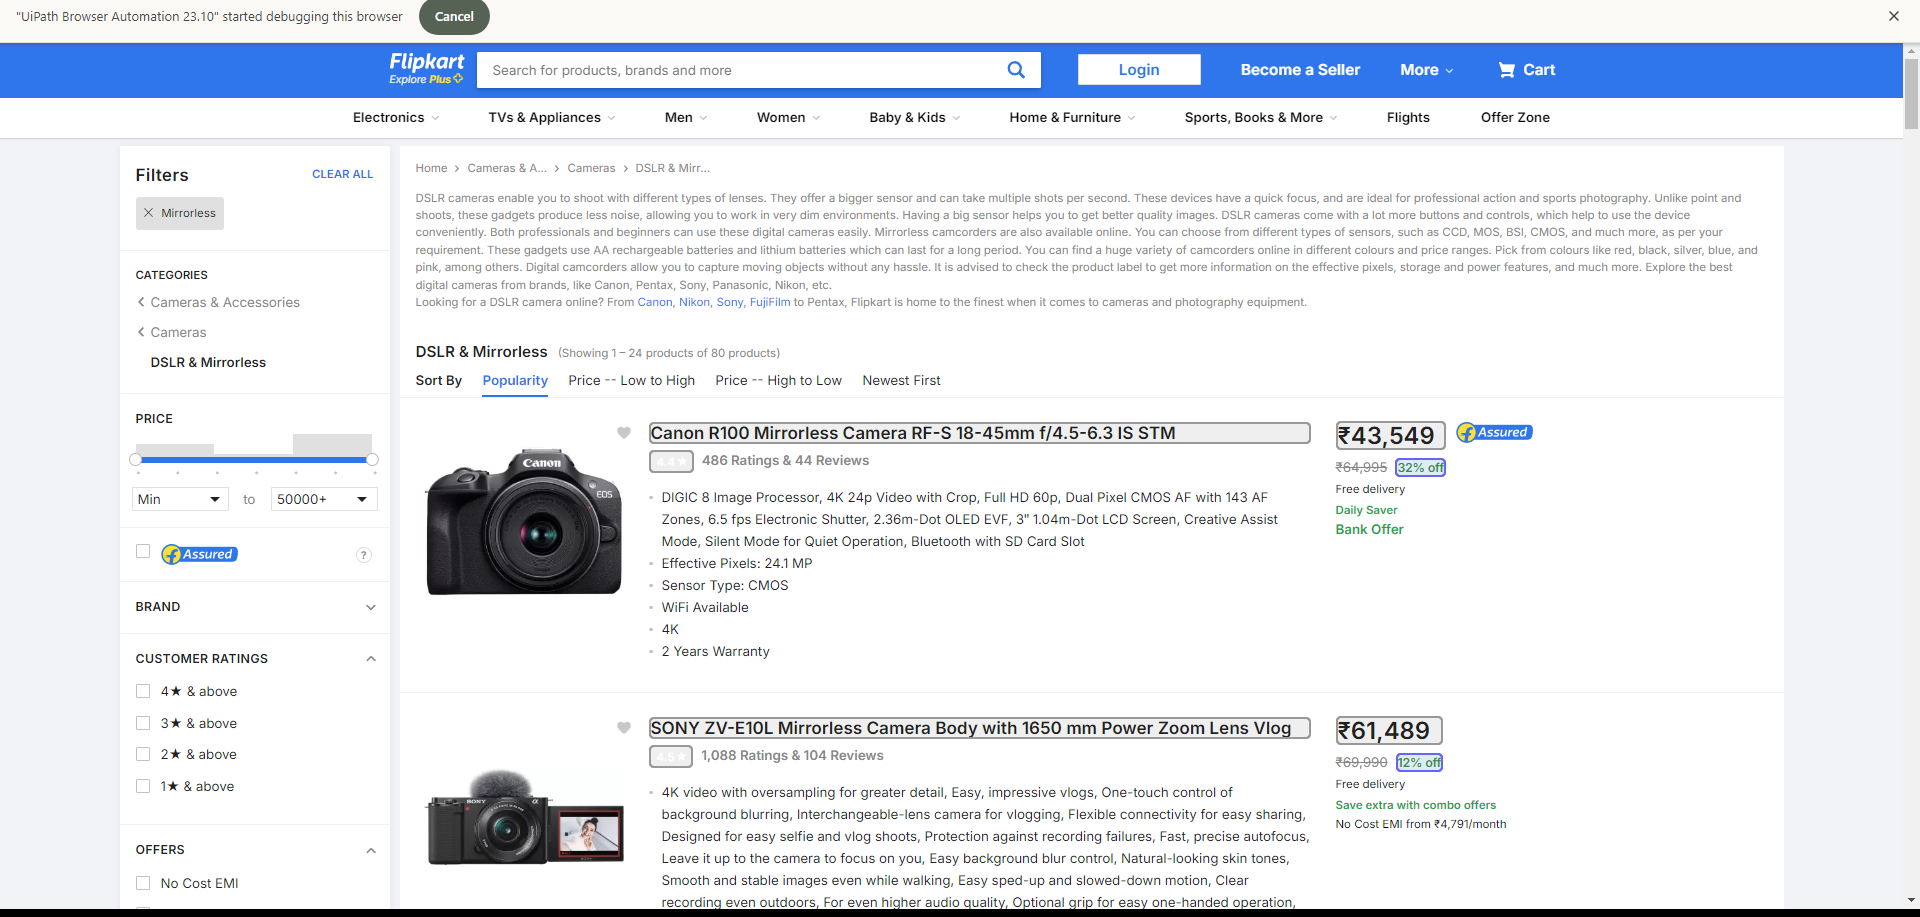 "UiPath Browser Automation 23.10" started debugging this browser
Cancel
Flipkart
Explore Plus
Search for products, brands and more
Login
Become a Seller
More
Cart
Electronics
TVs & Appliances
Men
Women
Baby & Kids
Home & Furniture
Sports, Books & More
Flights
Offer Zone
Filters
CLEAR ALL
Mirrorless
CATEGORIES
Cameras & Accessories
Cameras
DSLR & Mirrorless
PRICE
Min
to
50000+
Assured
?
BRAND
CUSTOMER RATINGS
4★ & above
3★ & above
2★ & above
1★ & above
OFFERS
No Cost EMI
Home > Cameras & A... > Cameras > DSLR & Mirr...
DSLR cameras enable you to shoot with different types of lenses. They offer a bigger sensor and can take multiple shots per second. These devices have a quick focus, and are ideal for professional action and sports photography. Unlike point and
shoots, these gadgets produce less noise, allowing you to work in very dim environments. Having a big sensor helps you to get better quality images. DSLR cameras come with a lot more buttons and controls, which help to use the device
conveniently. Both professionals and beginners can use these digital cameras easily. Mirrorless camcorders are also available online. You can choose from different types of sensors, such as CCD, MOS, BSI, CMOS, and much more, as per your
requirement. These gadgets use AA rechargeable batteries and lithium batteries which can last for a long period. You can find a huge variety of camcorders online in different colours and price ranges. Pick from colours like red, black, silver, blue, and
pink, among others. Digital camcorders allow you to capture moving objects without any hassle. It is advised to check the product label to get more information on the effective pixels, storage and power features, and much more. Explore the best
digital cameras from brands, like Canon, Pentax, Sony, Panasonic, Nikon, etc.
Looking for a DSLR camera online? From Canon, Nikon, Sony, FujiFilm to Pentax, Flipkart is home to the finest when it comes to cameras and photography equipment.
DSLR & Mirrorless (Showing 1 – 24 products of 80 products)
Sort By
Popularity
Price -- Low to High
Price -- High to Low
Newest First
Canon
EOS
Canon R100 Mirrorless Camera RF-S 18-45mm f/4.5-6.3 IS STM
4.4★
486 Ratings & 44 Reviews
DIGIC 8 Image Processor, 4K 24p Video with Crop, Full HD 60p, Dual Pixel CMOS AF with 143 AF
Zones, 6.5 fps Electronic Shutter, 2.36m-Dot OLED EVF, 3" 1.04m-Dot LCD Screen, Creative Assist
Mode, Silent Mode for Quiet Operation, Bluetooth with SD Card Slot
Effective Pixels: 24.1 MP
Sensor Type: CMOS
WiFi Available
4K
2 Years Warranty
₹43,549
Assured
₹64,995 32% off
Free delivery
Daily Saver
Bank Offer
SONY
SONY ZV-E10L Mirrorless Camera Body with 1650 mm Power Zoom Lens Vlog
4.5★
1,088 Ratings & 104 Reviews
4K video with oversampling for greater detail, Easy, impressive vlogs, One-touch control of
background blurring, Interchangeable-lens camera for vlogging, Flexible connectivity for easy sharing,
Designed for easy selfie and vlog shoots, Protection against recording failures, Fast, precise autofocus,
Leave it up to the camera to focus on you, Easy background blur control, Natural-looking skin tones,
Smooth and stable images even while walking, Easy sped-up and slowed-down motion, Clear
recording even outdoors, For even higher audio quality, Optional grip for easy one-handed operation,
₹61,489
₹69,990 12% off
Free delivery
Save extra with combo offers
No Cost EMI from ₹4,791/month